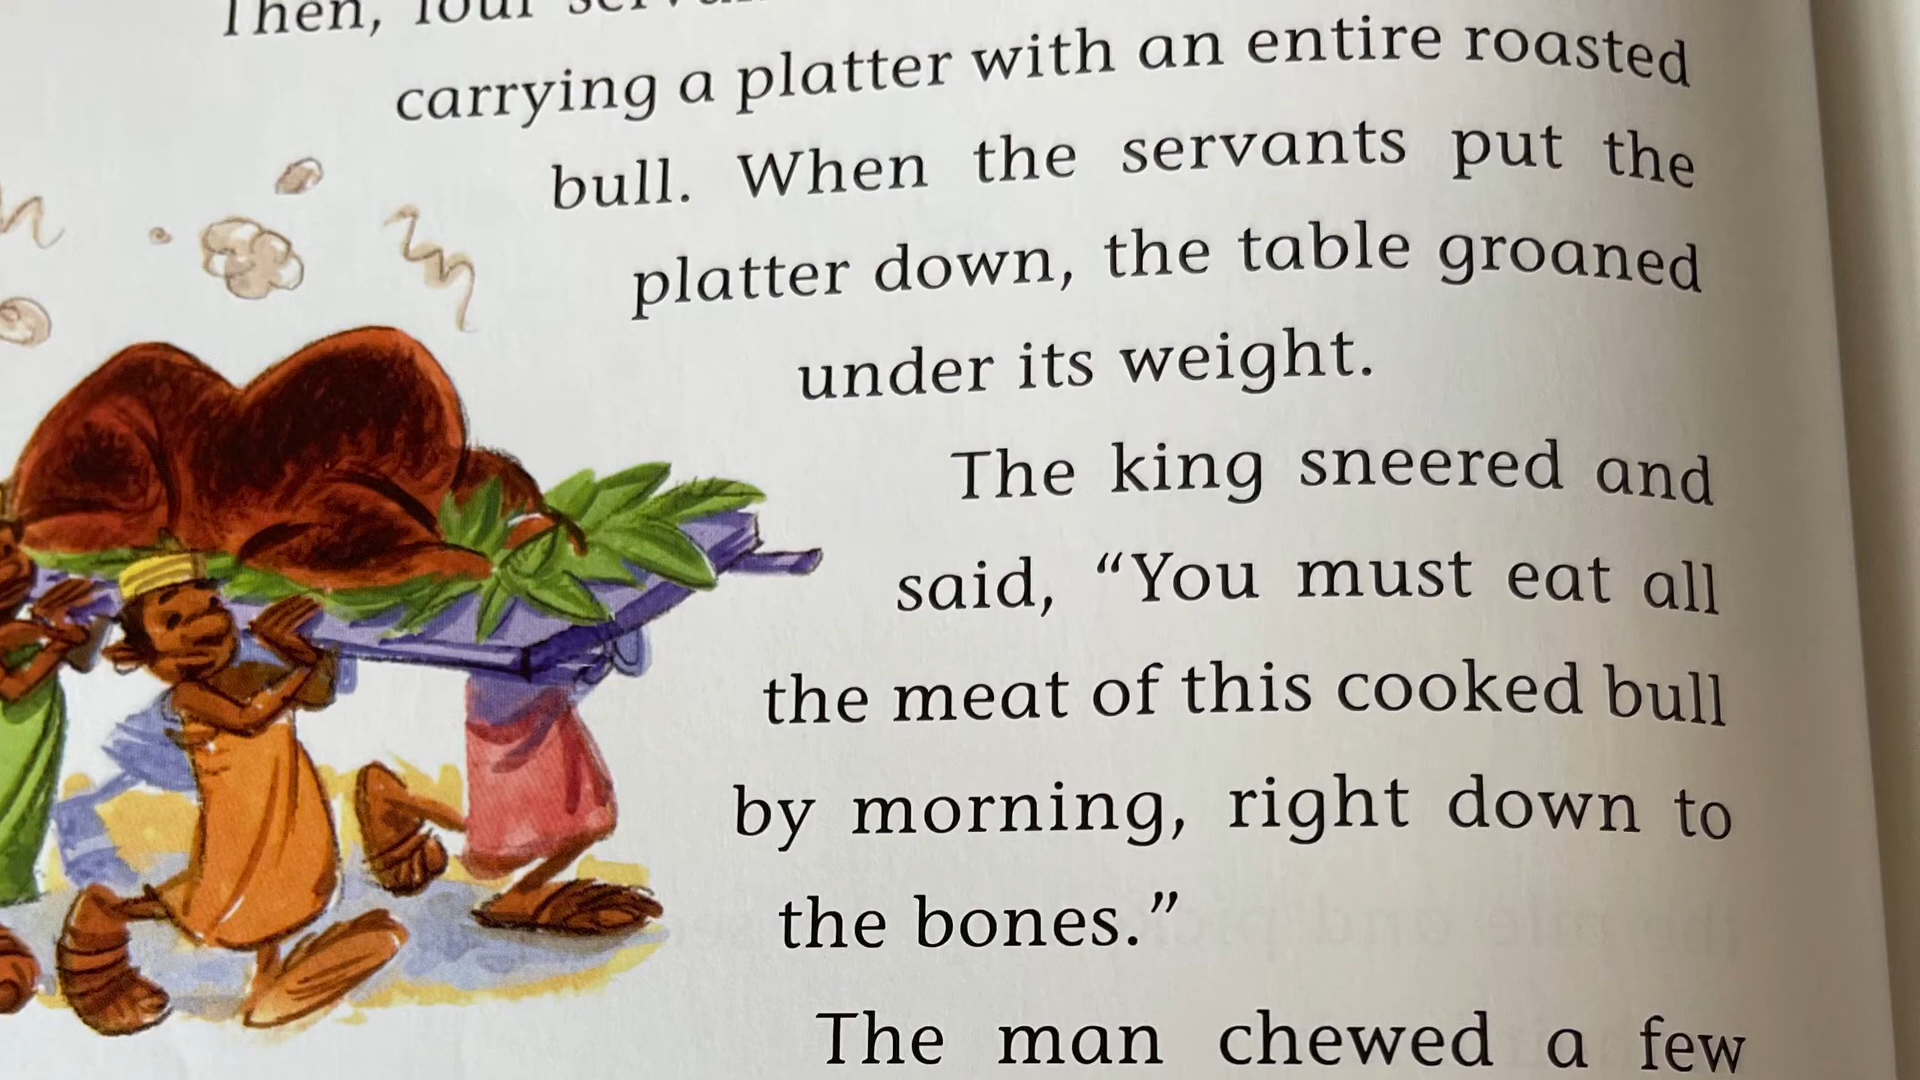 Then, four
carrying a platter with an entire roasted
bull. When the servants put the
platter down, the table groaned
under its weight.
The king sneered and
said, “You must eat all
the meat of this cooked bull
by morning, right down to
the bones.”
The man chewed a few